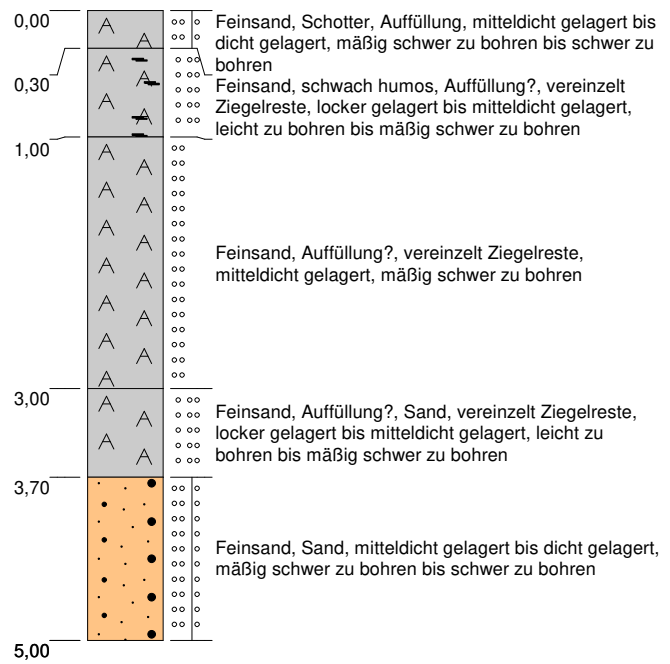 0,00
Feinsand, Schotter, Auffüllung, mitteldicht gelagert bis
dicht gelagert, mäßig schwer zu bohren bis schwer zu
bohren
0,30
Feinsand, schwach humos, Auffüllung?, vereinzelt
Ziegelreste, locker gelagert bis mitteldicht gelagert,
leicht zu bohren bis mäßig schwer zu bohren
1,00
Feinsand, Auffüllung?, vereinzelt Ziegelreste,
mitteldicht gelagert, mäßig schwer zu bohren
3,00
Feinsand, Auffüllung?, Sand, vereinzelt Ziegelreste,
locker gelagert bis mitteldicht gelagert, leicht zu
bohren bis mäßig schwer zu bohren
3,70
Feinsand, Sand, mitteldicht gelagert bis dicht gelagert,
mäßig schwer zu bohren bis schwer zu bohren
5,00